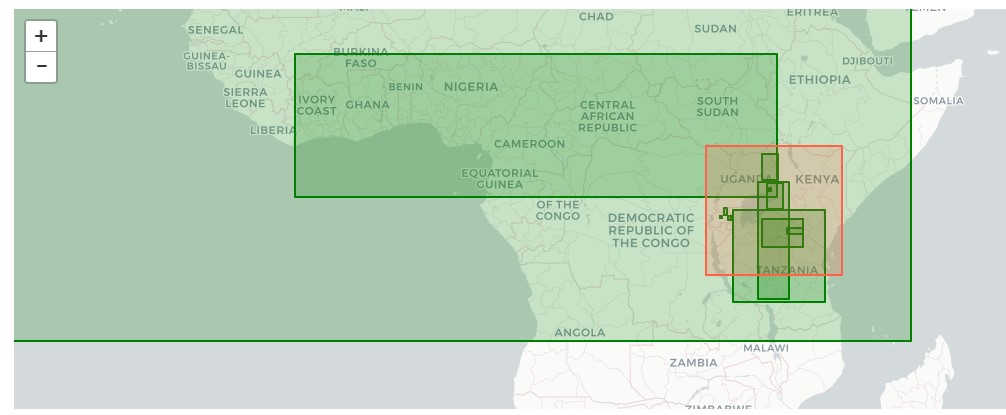 MALI
CHAD
ERITREA
YEMEN
+
SENEGAL
SUDAN
BURKINA
FASO
GUINEA-
BISSAU
GUINEA
DJIBOUTI
−
ETHIOPIA
BENIN
NIGERIA
SIERRA
LEONE
IVORY
COAST
GHANA
CENTRAL
AFRICAN
REPUBLIC
SOUTH
SUDAN
SOMALIA
LIBERIA
CAMEROON
EQUATORIAL
GUINEA
UGANDA
KENYA
OF THE
CONGO
DEMOCRATIC
REPUBLIC OF
THE CONGO
TANZANIA
ANGOLA
MALAWI
ZAMBIA
ZIMBABWE